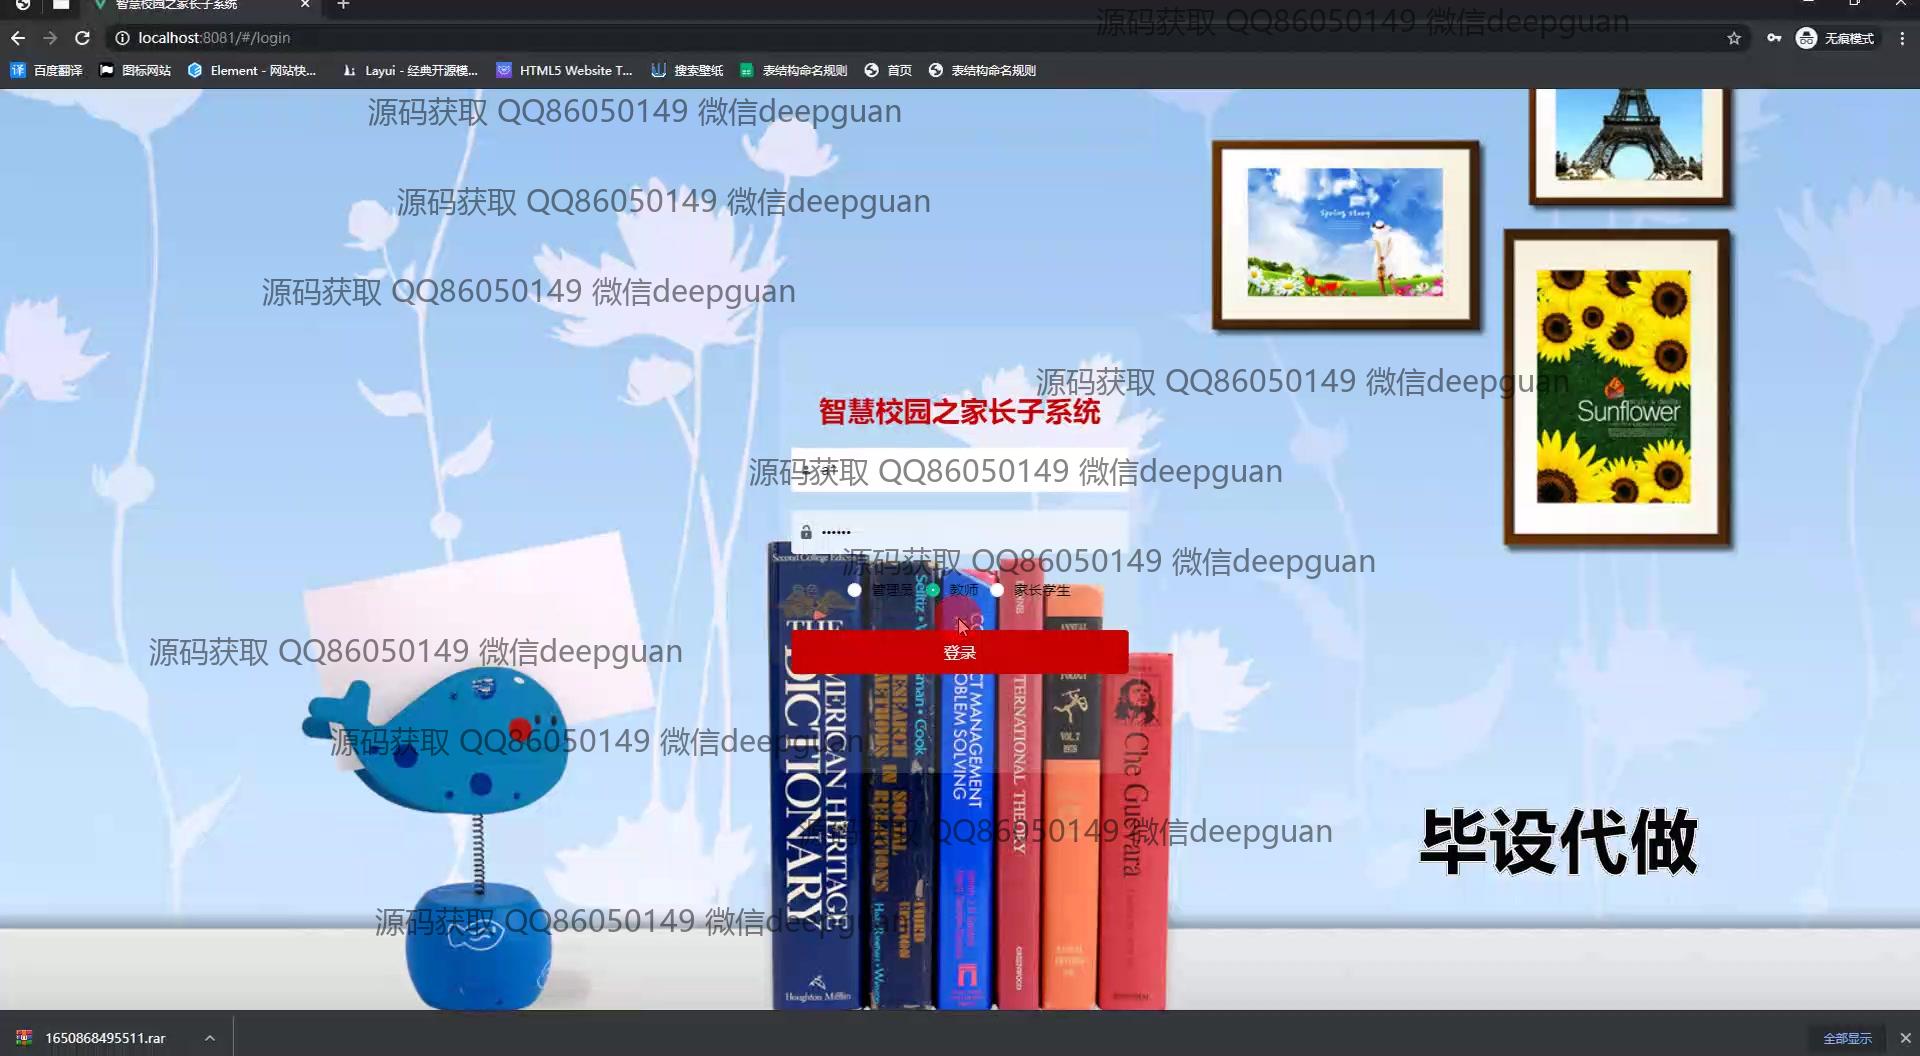 智慧校园之家长子系统
localhost:8081/#/login
无痕模式
百度翻译
图标网站
Element - 网站快...
Layui - 经典开源模...
HTML5 Website T...
搜索壁纸
表结构命名规则
首页
表结构命名规则
源码获取 QQ86050149 微信deepguan
源码获取 QQ86050149 微信deepguan
源码获取 QQ86050149 微信deepguan
Spring story
源码获取 QQ86050149 微信deepguan
源码获取 QQ86050149 微信deepguan
Sunflower
智慧校园之家长子系统
源码获取 QQ86050149 微信deepguan
••••••
源码获取 QQ86050149 微信deepguan
管理员
教师
家长学生
登录
源码获取 QQ86050149 微信deepguan
源码获取 QQ86050149 微信deepguan
源码获取 QQ86050149 微信deepguan
源码获取 QQ86050149 微信deepguan
THE
AMERICAN HERITAGE
DICTIONARY
Houghton Mifflin
RESEARCH IN SOCIAL RELATIONS
THIRD EDITION
PROBLEM SOLVING
INTERNATIONAL THEORY
VOL.7
Che Guevara
毕设代做
1650868495511.rar
全部显示